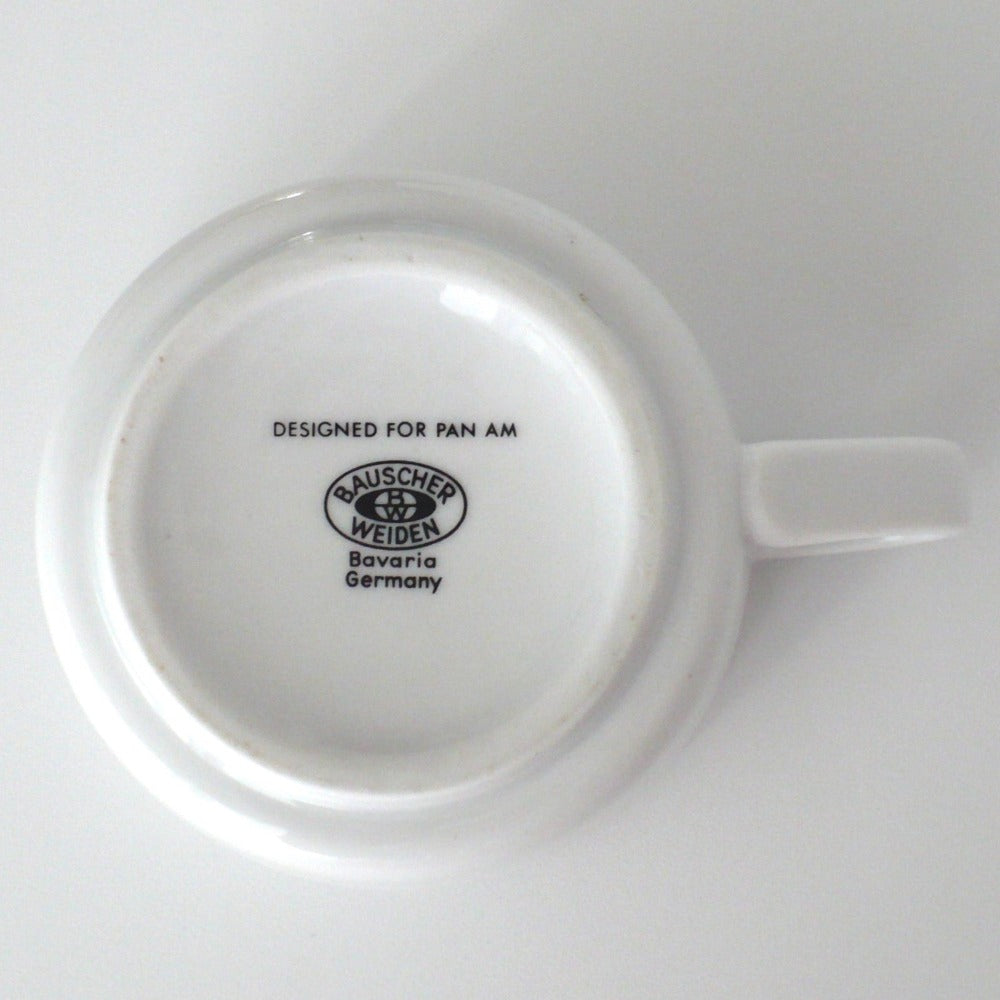 DESIGNED FOR PAN AM
BAUSCHER
BW
WEIDEN
Bavaria
Germany